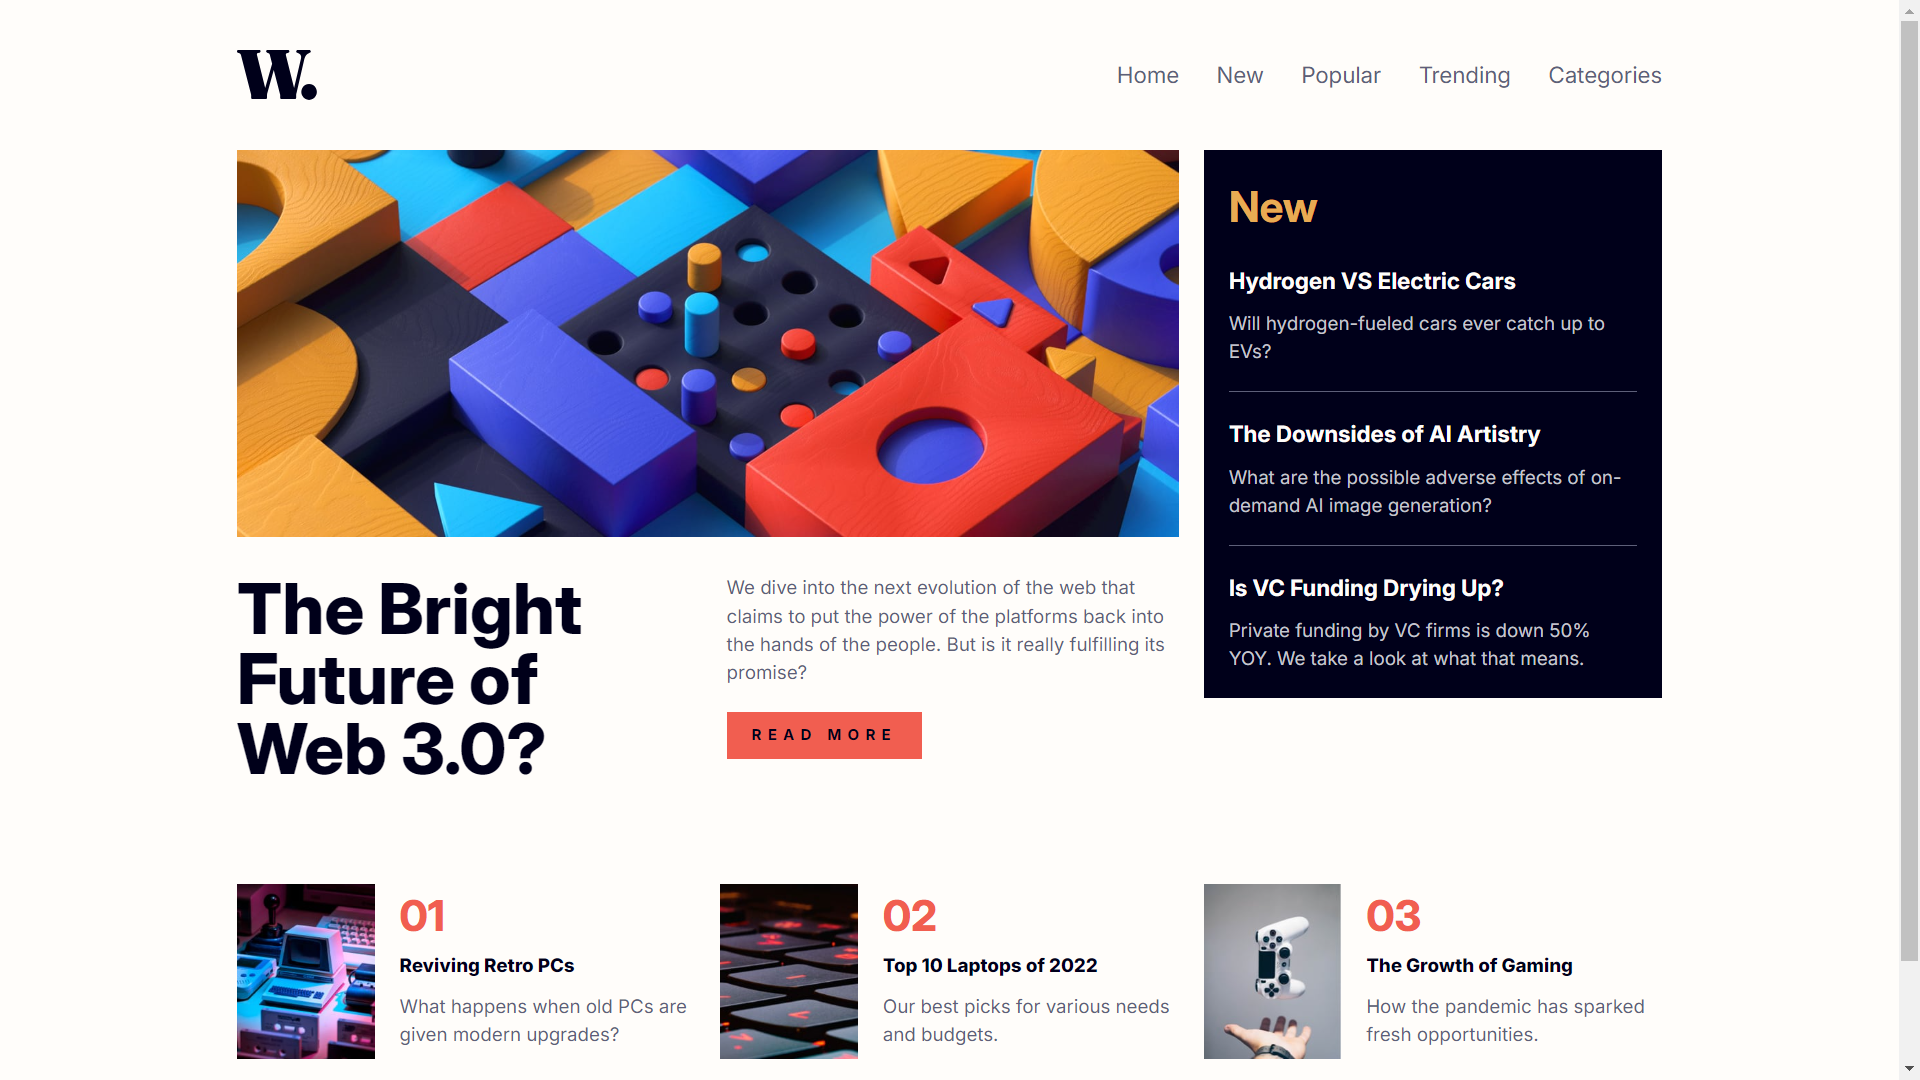 W.
Home
New
Popular
Trending
Categories
New
Hydrogen VS Electric Cars
Will hydrogen-fueled cars ever catch up to
EVs?
The Downsides of AI Artistry
What are the possible adverse effects of on-
demand AI image generation?
Is VC Funding Drying Up?
Private funding by VC firms is down 50%
YOY. We take a look at what that means.
The Bright
Future of
Web 3.0?
We dive into the next evolution of the web that
claims to put the power of the platforms back into
the hands of the people. But is it really fulfilling its
promise?
READ MORE
01
Reviving Retro PCs
What happens when old PCs are
given modern upgrades?
02
Top 10 Laptops of 2022
Our best picks for various needs
and budgets.
03
The Growth of Gaming
How the pandemic has sparked
fresh opportunities.